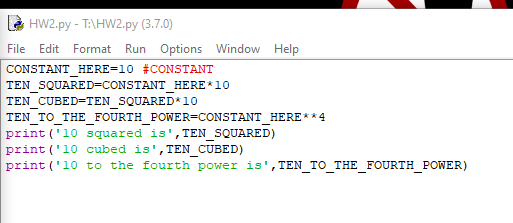 HW2.py - T:\HW2.py (3.7.0)
File Edit Format Run Options Window Help
CONSTANT_HERE=10 #CONSTANT
TEN_SQUARED=CONSTANT_HERE*10
TEN_CUBED=TEN_SQUARED*10
TEN_TO_THE_FOURTH_POWER=CONSTANT_HERE**4
print('10 squared is',TEN_SQUARED)
print('10 cubed is',TEN_CUBED)
print('10 to the fourth power is',TEN_TO_THE_FOURTH_POWER)